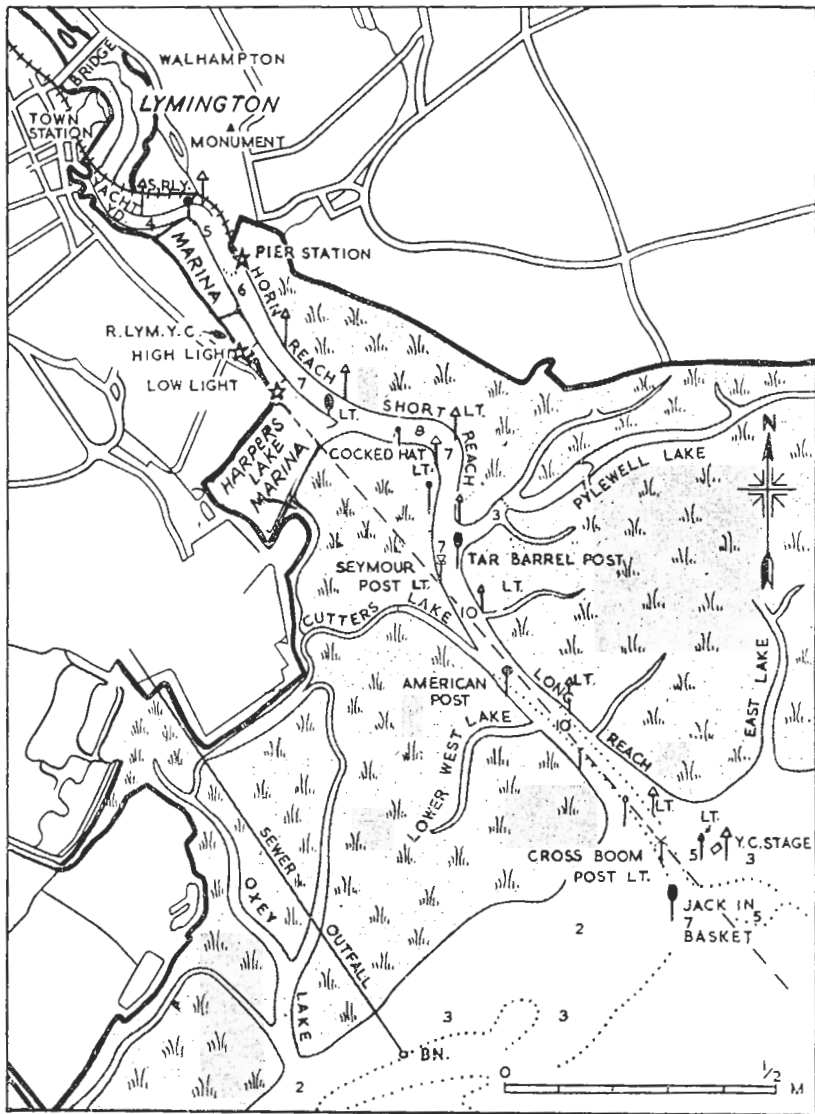 WALHAMPTON
BRIDGE
LYMINGTON
TOWN
STATION
MONUMENT
S.RLY.
YACHT
YD.
4
5
MARINA
PIER STATION
6
HORN
REACH
R.LYM.Y.C.
HIGH LIGHT
LOW LIGHT
7
LT.
SHORT
REACH
LT.
8
7
COCKED HAT
LT.
HARPERS
LAKE
MARINA
N
PYLEWELL LAKE
3
TAR BARREL POST
7
SEYMOUR
POST LT.
LT.
10
CUTTERS LAKE
AMERICAN
POST
LONG
REACH
LT.
10
EAST LAKE
LOWER WEST LAKE
LT.
LT.
Y.C. STAGE
5
3
CROSS BOOM
POST LT.
JACK IN
BASKET
7
5
SEWER
OUTFALL
OXEY
LAKE
2
3
3
BN.
2
0
1/2
M